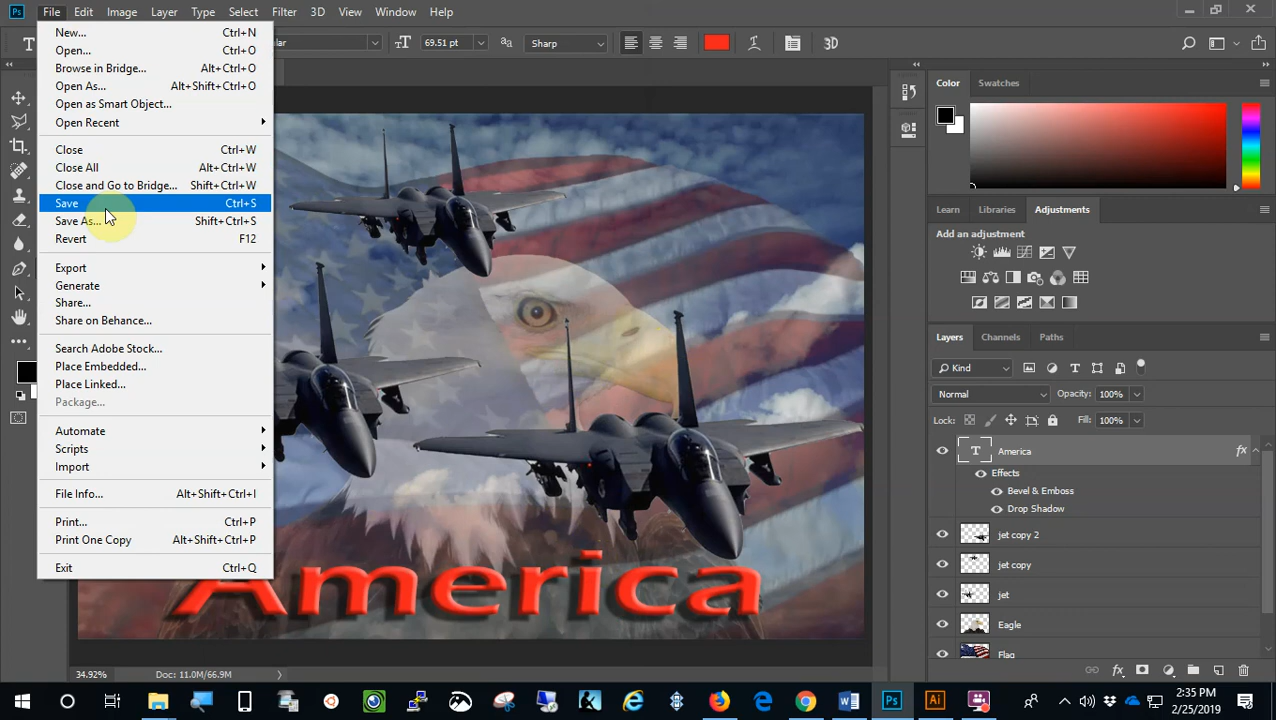 Ps File Edit Image Layer Type Select Filter 3D View Window Help
T lar 69.51 pt aa Sharp 3D
New... Ctrl+N
Open... Ctrl+O
Browse in Bridge... Alt+Ctrl+O
Open As... Alt+Shift+Ctrl+O
Open as Smart Object...
Open Recent
Close Ctrl+W
Close All Alt+Ctrl+W
Close and Go to Bridge... Shift+Ctrl+W
Save Ctrl+S
Save As... Shift+Ctrl+S
Revert F12
Export
Generate
Share...
Share on Behance...
Search Adobe Stock...
Place Embedded...
Place Linked...
Package...
Automate
Scripts
Import
File Info... Alt+Shift+Ctrl+I
Print... Ctrl+P
Print One Copy Alt+Shift+Ctrl+P
Exit Ctrl+Q
America
34.92% Doc: 11.0M/66.9M
Color Swatches
Learn Libraries Adjustments
Add an adjustment
Layers Channels Paths
Kind
Normal Opacity: 100%
Lock: Fill: 100%
T America fx
Effects
Bevel & Emboss
Drop Shadow
jet copy 2
jet copy
jet
Eagle
Flag
fx
Ps Ai
2:35 PM
2/25/2019